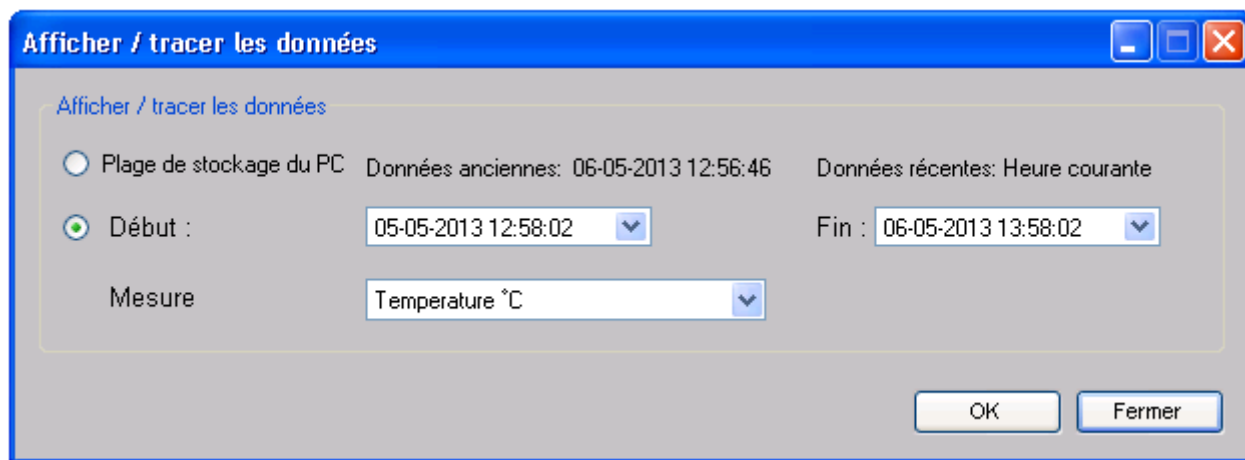 Afficher / tracer les données
Afficher / tracer les données
Plage de stockage du PC Données anciennes: 06-05-2013 12:56:46 Données récentes: Heure courante
Début : 05-05-2013 12:58:02 Fin : 06-05-2013 13:58:02
Mesure Temperature °C
OK Fermer